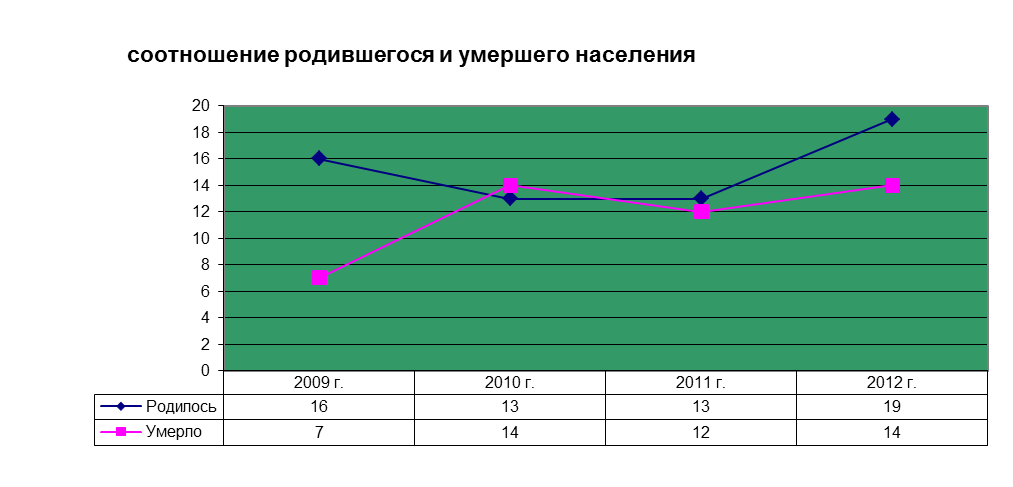 соотношение родившегося и умершего населения
20
18
16
14
12
10
8
6
4
2
0
2009 г. 2010 г. 2011 г. 2012 г.
Родилось 16 13 13 19
Умерло 7 14 12 14